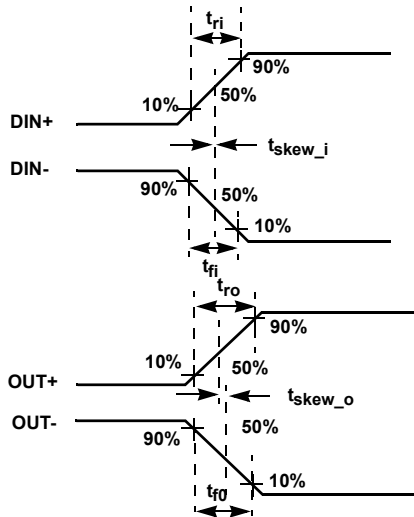 tri
90%
10%
50%
DIN+
tskew_i
DIN-
90%
50%
10%
tfi
tro
90%
10%
50%
OUT+
tskew_o
OUT-
90%
50%
10%
tf0